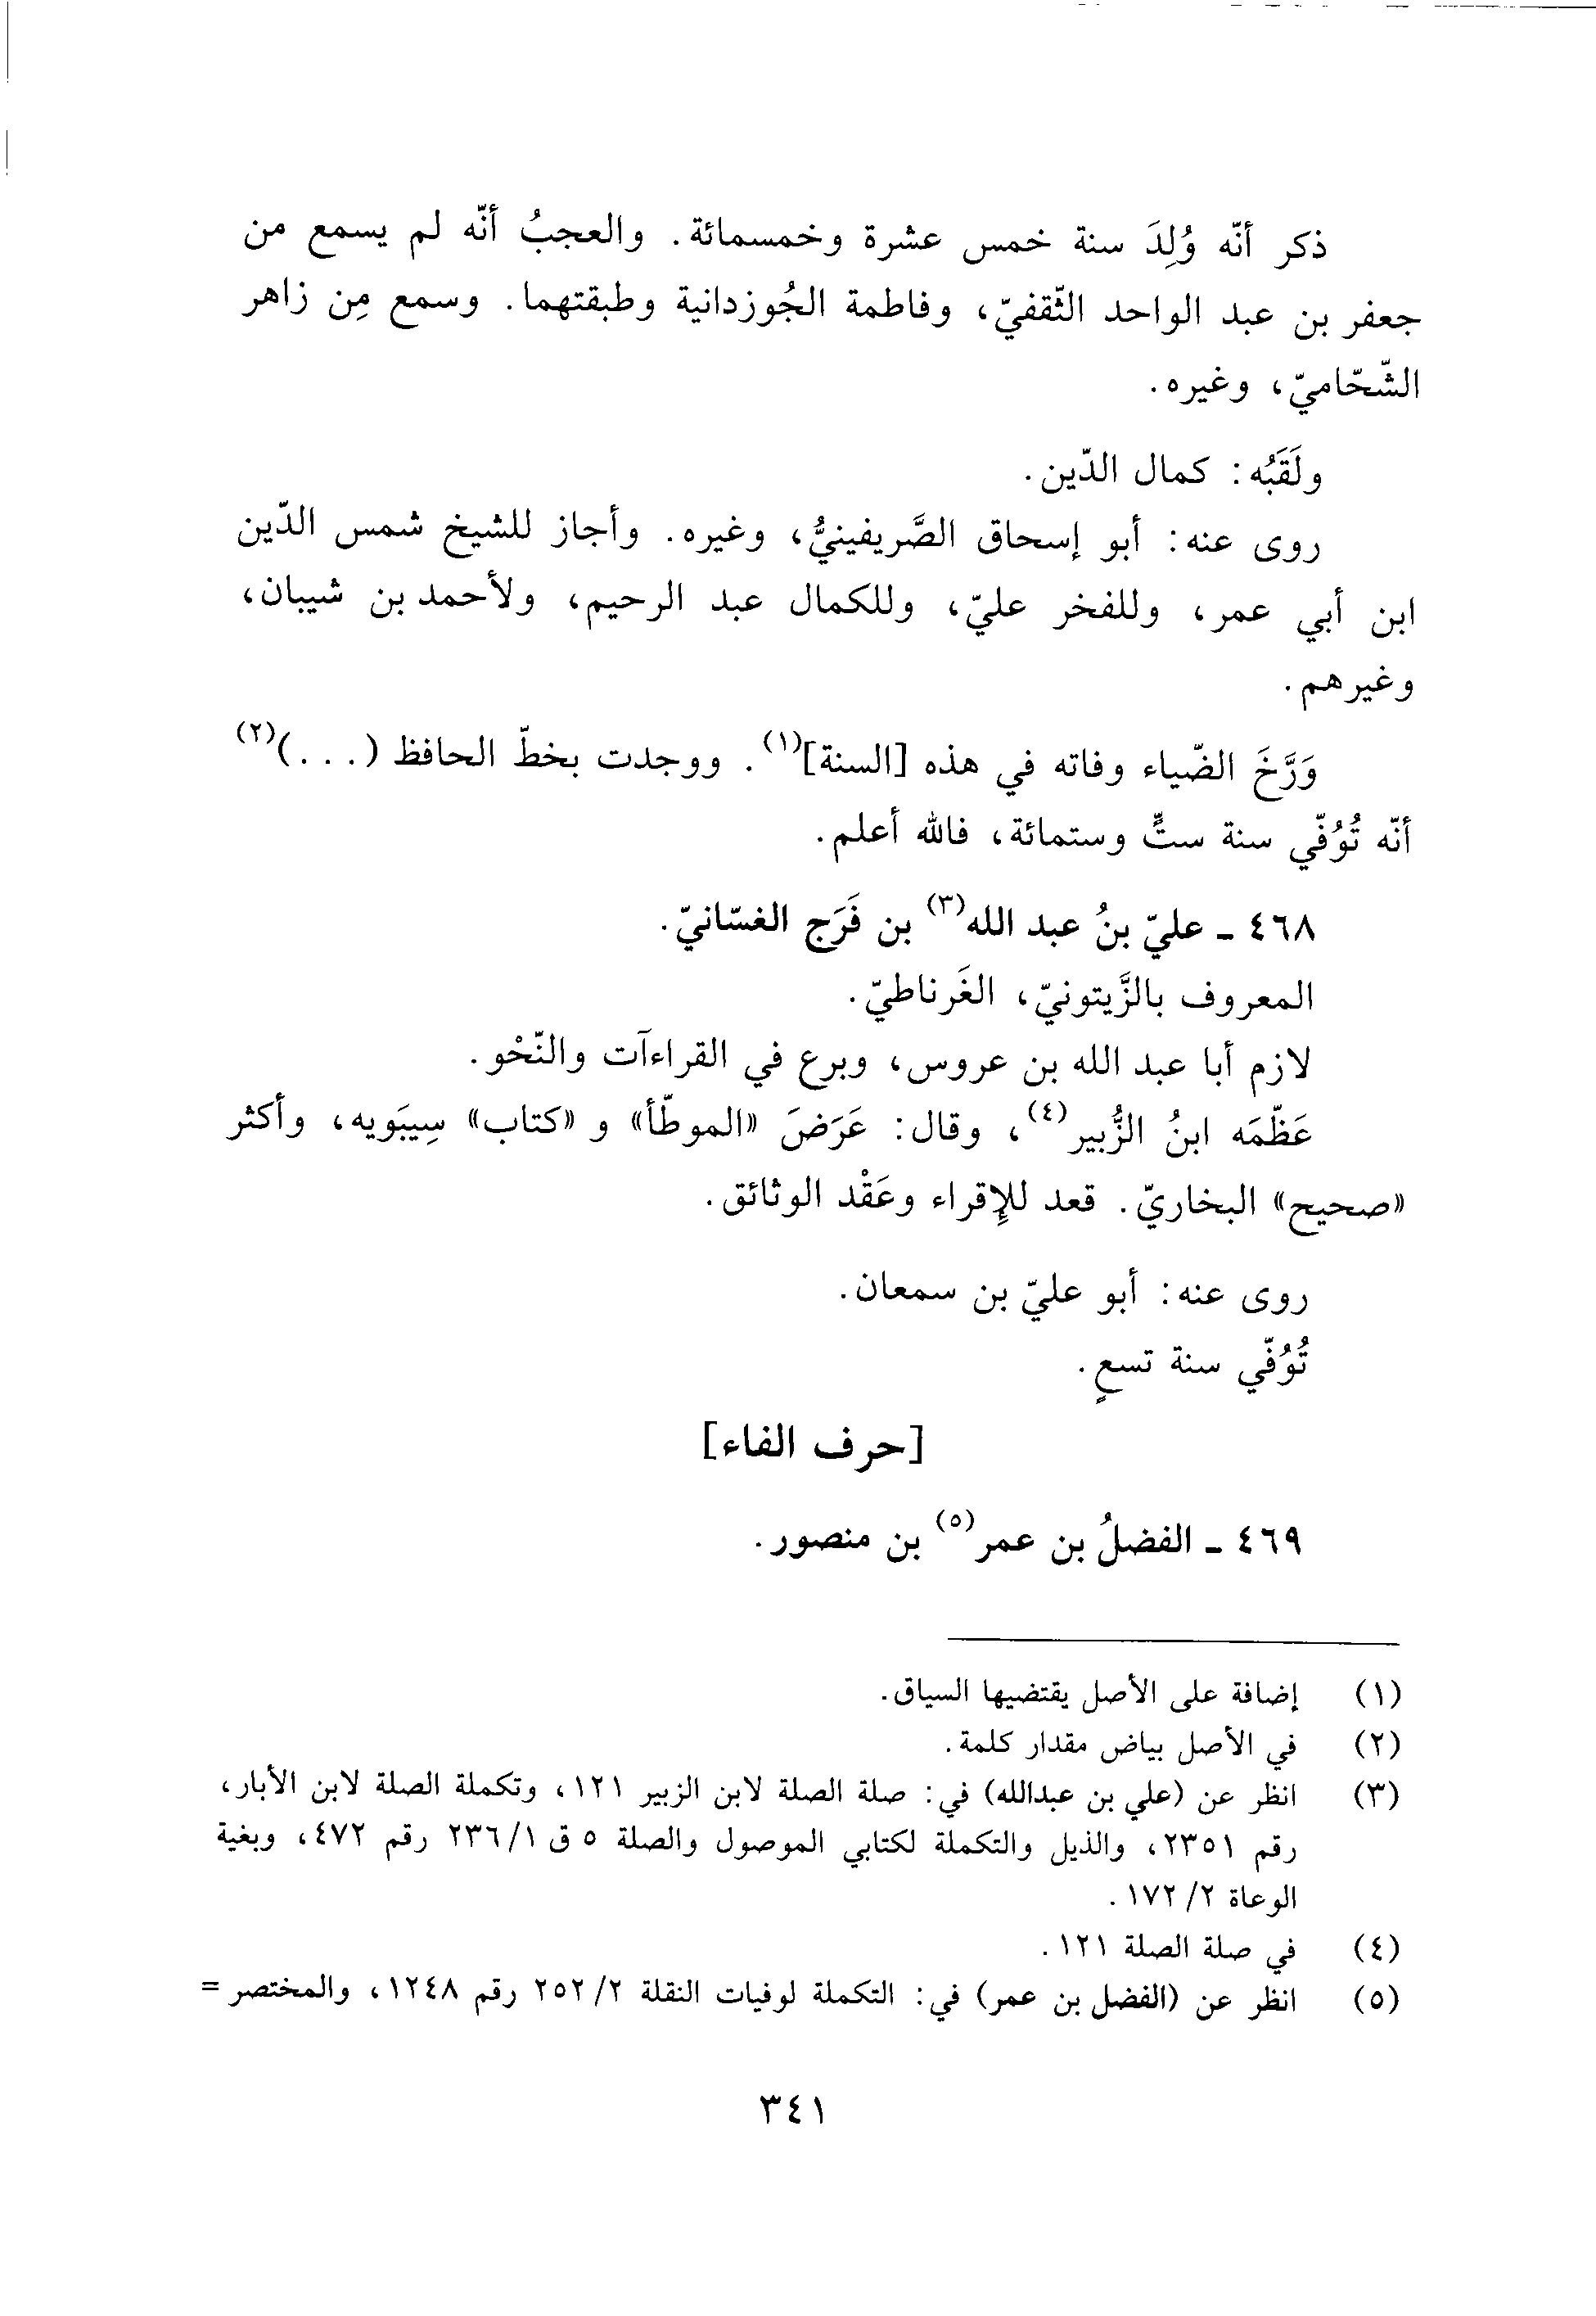 ذكر أنّه وُلِدَ سنة خمس عشرة وخمسمائة. والعجبُ أنّه لم يسمع من
جعفر بن عبد الواحد الثّقفيّ، وفاطمة الجُوزدانية وطبقتهما. وسمع مِن زاهر
الشّحّاميّ، وغيره.
ولَقَبُه: كمال الدّين.
روى عنه: أبو إسحاق الصَّريفينيُّ، وغيره. وأجاز للشيخ شمس الدّين
ابن أبي عمر، وللفخر عليّ، وللكمال عبد الرحيم، ولأحمد بن شيبان،
وغيرهم.
وَرَّخَ الضّياء وفاته في هذه [السنة](١). ووجدت بخطّ الحافظ (...)(٢)
أنّه تُوُفّي سنة ستٍّ وستمائة، فالله أعلم.
٤٦٨ ـ عليّ بنُ عبد الله(٣) بن فَرَج الغسّانيّ.
المعروف بالزَّيتونيّ، الغَرناطيّ.
لازم أبا عبد الله بن عروس، وبرع في القراءآت والنّحْو.
عَظّمَه ابنُ الزُّبير(٤)، وقال: عَرَضَ «الموطّأ» و «كتاب» سِيبَويه، وأكثر
«صحيح» البخاريّ. قعد للإقراء وعَقْد الوثائق.
روى عنه: أبو عليّ بن سمعان.
تُوُفّي سنة تسعٍ.
[حرف الفاء]
٤٦٩ ـ الفضلُ بن عمر(٥) بن منصور.
(١) إضافة على الأصل يقتضيها السياق.
(٢) في الأصل بياض مقدار كلمة.
(٣) انظر عن (علي بن عبدالله) في: صلة الصلة لابن الزبير ١٢١، وتكملة الصلة لابن الأبار،
رقم ٢٣٥١، والذيل والتكملة لكتابي الموصول والصلة ٥ ق ١/ ٢٣٦ رقم ٤٧٢، وبغية
الوعاة ٢/ ١٧٢.
(٤) في صلة الصلة ١٢١.
(٥) انظر عن (الفضل بن عمر) في: التكملة لوفيات النقلة ٢/ ٢٥٢ رقم ١٢٤٨، والمختصر =
٣٤١